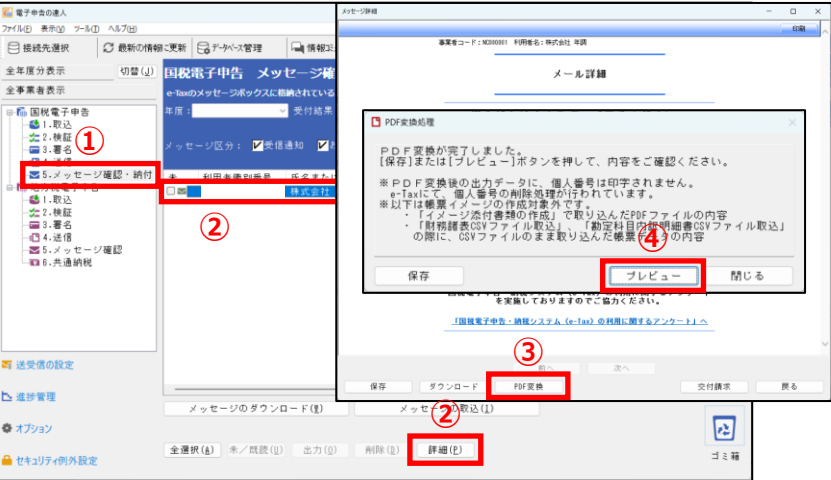 電子申告の達人
ファイル(F) 表示(V) ツール(T) ヘルプ(H)
接続先選択
最新の情報に更新
データベース管理
情報コミ
全年度分表示
切替(J)
全事業者表示
国税電子申告
1.取込
2.検証
3.署名
5.メッセージ確認・納付
1.取込
2.検証
3.署名
4.送信
5.メッセージ確認
6.共通納税
①
送受信の設定
進捗管理
オプション
セキュリティ例外設定
国税電子申告 メッセージ確
e-Taxのメッセージボックスに格納されている
年度:
受付結果
メッセージ区分:
受信通知
未
利用者識別番号
氏名または
株式会社
②
メッセージのダウンロード(M)
メッセージの取込(I)
全選択(A)
未/既読(U)
出力(O)
削除(D)
詳細(P)
②
ゴミ箱
メッセージ詳細
印刷
事業者コード:N0300001 利用者名:株式会社 年調
メール詳細
PDF変換処理
PDF変換が完了しました。
[保存]または[プレビュー]ボタンを押して、内容をご確認ください。
※PDF変換後の出力データに、個人番号は印字されません。
e-Taxにて、個人番号の削除処理が行われています。
※以下は帳票イメージの作成対象外です。
・「イメージ添付書類の作成」で取り込んだPDFファイルの内容
・「財務諸表CSVファイル取込」、「勘定科目内訳明細書CSVファイル取込」
の際に、CSVファイルのまま取り込んだ帳票データの内容
④
保存
プレビュー
閉じる
を実施しておりますのでご協力ください。
「国税電子申告・納税システム(e-Tax)の利用に関するアンケート」へ
③
前へ
次へ
保存
ダウンロード
PDF変換
交付請求
戻る